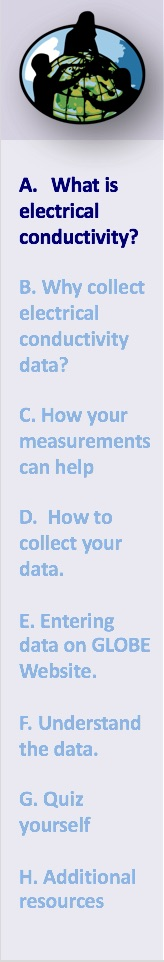 A. What is
electrical
conductivity?
B. Why collect
electrical
conductivity
data?
C. How your
measurements
can help
D. How to
collect your
data.
E. Entering
data on GLOBE
Website.
F. Understand
the data.
G. Quiz
yourself
H. Additional
resources